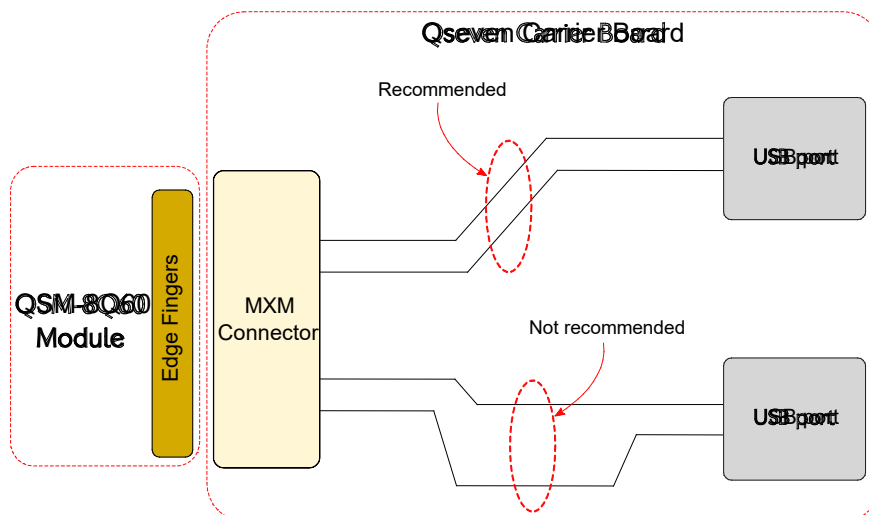 Qseven Carrier Board
Recommended
USB port
QSM-8Q60
Module
Edge Fingers
MXM
Connector
Not recommended
USB port